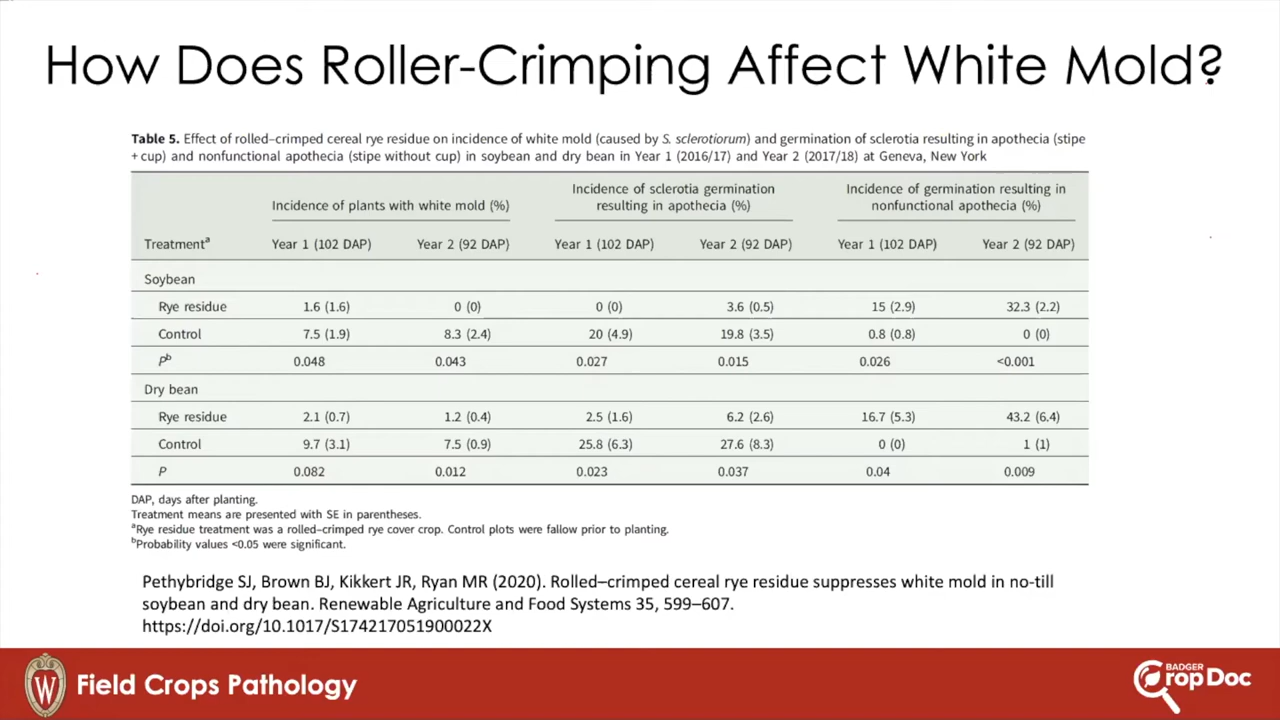 How Does Roller-Crimping Affect White Mold?
Table 5. Effect of rolled–crimped cereal rye residue on incidence of white mold (caused by S. sclerotiorum) and germination of sclerotia resulting in apothecia (stipe
+ cup) and nonfunctional apothecia (stipe without cup) in soybean and dry bean in Year 1 (2016/17) and Year 2 (2017/18) at Geneva, New York
Incidence of plants with white mold (%) Incidence of sclerotia germination resulting in apothecia (%) Incidence of germination resulting in nonfunctional apothecia (%)
Treatmentᵃ Year 1 (102 DAP) Year 2 (92 DAP) Year 1 (102 DAP) Year 2 (92 DAP) Year 1 (102 DAP) Year 2 (92 DAP)
Soybean
Rye residue 1.6 (1.6) 0 (0) 0 (0) 3.6 (0.5) 15 (2.9) 32.3 (2.2)
Control 7.5 (1.9) 8.3 (2.4) 20 (4.9) 19.8 (3.5) 0.8 (0.8) 0 (0)
Pᵇ 0.048 0.043 0.027 0.015 0.026 <0.001
Dry bean
Rye residue 2.1 (0.7) 1.2 (0.4) 2.5 (1.6) 6.2 (2.6) 16.7 (5.3) 43.2 (6.4)
Control 9.7 (3.1) 7.5 (0.9) 25.8 (6.3) 27.6 (8.3) 0 (0) 1 (1)
P 0.082 0.012 0.023 0.037 0.04 0.009
DAP, days after planting.
Treatment means are presented with SE in parentheses.
ᵃRye residue treatment was a rolled–crimped rye cover crop. Control plots were fallow prior to planting.
ᵇProbability values <0.05 were significant.
Pethybridge SJ, Brown BJ, Kikkert JR, Ryan MR (2020). Rolled–crimped cereal rye residue suppresses white mold in no-till
soybean and dry bean. Renewable Agriculture and Food Systems 35, 599–607.
https://doi.org/10.1017/S174217051900022X
W
Field Crops Pathology
BADGER
CropDoc